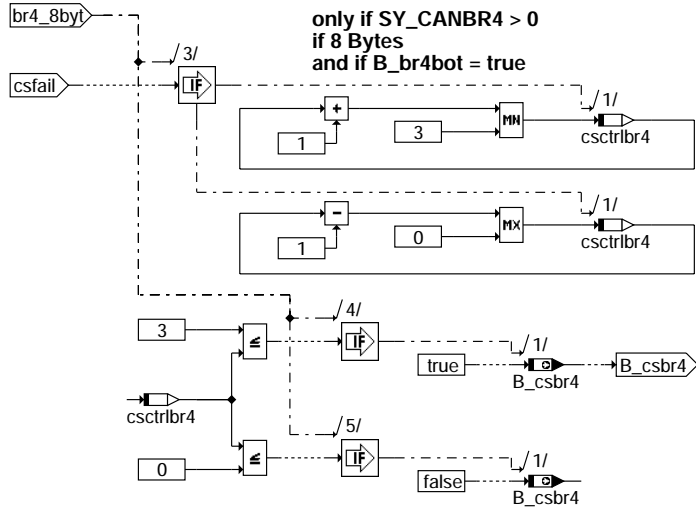 br4_8byt
only if SY_CANBR4 > 0
if 8 Bytes
and if B_br4bot = true
/3/
csfail
IF
/1/
+
MN
1
3
csctrlbr4
/1/
-
MX
1
0
csctrlbr4
/4/
3
≤
IF
/1/
true
B_csbr4
B_csbr4
csctrlbr4
/5/
≤
IF
/1/
0
false
B_csbr4